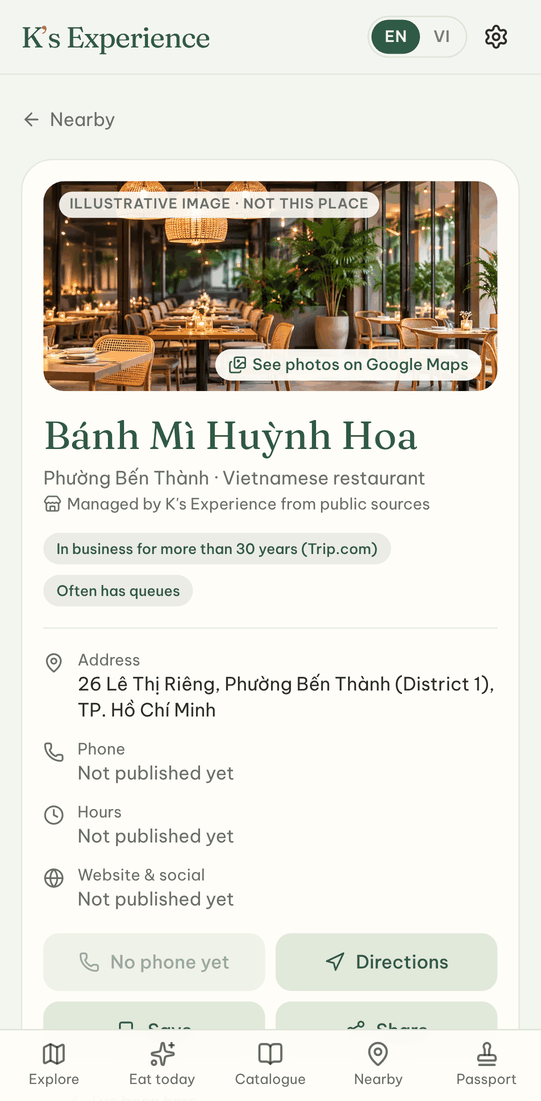 K's Experience
EN VI
Nearby
ILLUSTRATIVE IMAGE · NOT THIS PLACE
See photos on Google Maps
Bánh Mì Huỳnh Hoa
Phường Bến Thành · Vietnamese restaurant
Managed by K's Experience from public sources
In business for more than 30 years (Trip.com)
Often has queues
Address
26 Lê Thị Riêng, Phường Bến Thành (District 1),
TP. Hồ Chí Minh
Phone
Not published yet
Hours
Not published yet
Website & social
Not published yet
No phone yet
Directions
Save
Share
Explore
Eat today
Catalogue
Nearby
Passport